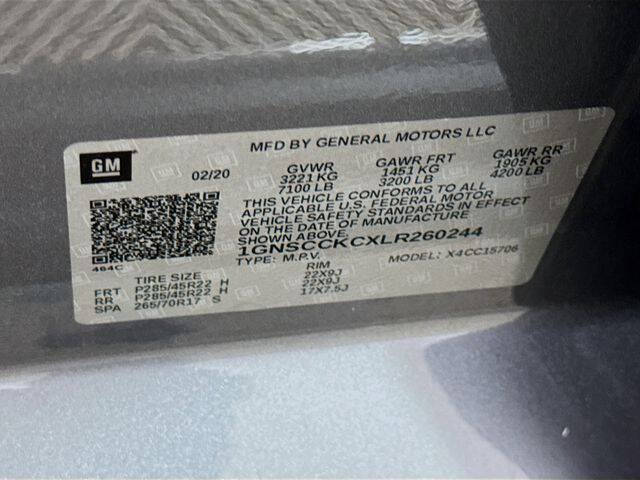 GM
MFD BY GENERAL MOTORS LLC
02/20 GVWR GAWR FRT GAWR RR
3221 KG 1451 KG 1905 KG
7100 LB 3200 LB 4200 LB
THIS VEHICLE CONFORMS TO ALL
APPLICABLE U.S. FEDERAL MOTOR
VEHICLE SAFETY STANDARDS IN EFFECT
ON THE DATE OF MANUFACTURE
SHOWN ABOVE.
1GNSCCKCXLR260244
464C TYPE: M.P.V. MODEL: X4CC15706
TIRE SIZE RIM
FRT P285/45R22 H 22X9J
RR P285/45R22 H 22X9J
SPA 265/70R17 S 17X7.5J